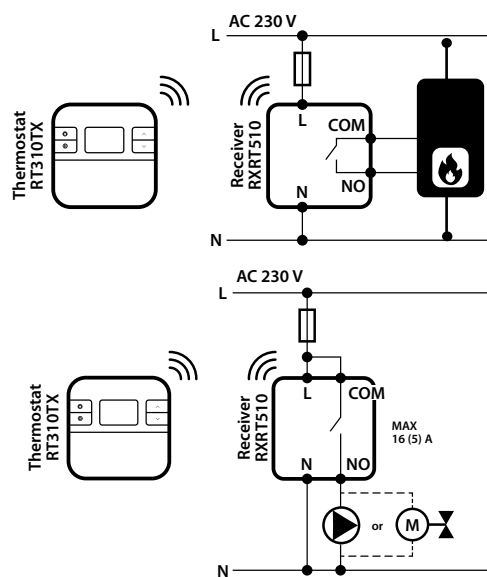 AC 230 V
L
Thermostat
RT310TX
Receiver
RXRT510
L
COM
NO
N
N
AC 230 V
L
Thermostat
RT310TX
Receiver
RXRT510
L
COM
MAX
16 (5) A
N
NO
or
M
N